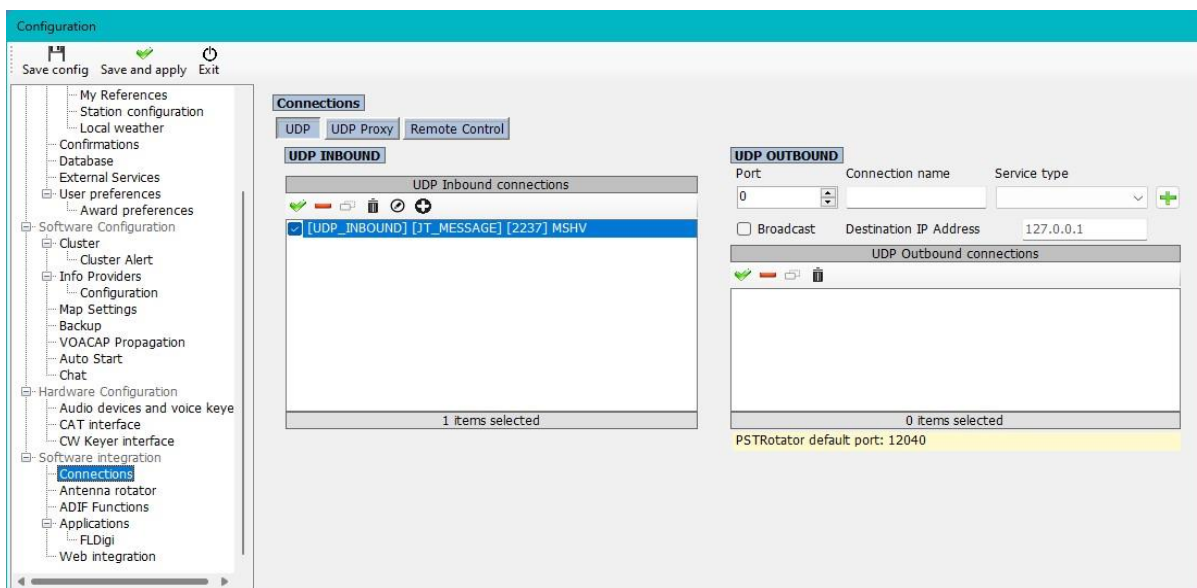 Configuration
Save config Save and apply Exit
My References
Station configuration
Local weather
Confirmations
Database
External Services
User preferences
Award preferences
Software Configuration
Cluster
Cluster Alert
Info Providers
Configuration
Map Settings
Backup
VOACAP Propagation
Auto Start
Chat
Hardware Configuration
Audio devices and voice keye
CAT interface
CW Keyer interface
Software integration
Connections
Antenna rotator
ADIF Functions
Applications
FLDigi
Web integration
Connections
UDP UDP Proxy Remote Control
UDP INBOUND
UDP Inbound connections
[UDP_INBOUND] [JT_MESSAGE] [2237] MSHV
1 items selected
UDP OUTBOUND
Port Connection name Service type
0
Broadcast Destination IP Address 127.0.0.1
UDP Outbound connections
0 items selected
PSTRotator default port: 12040